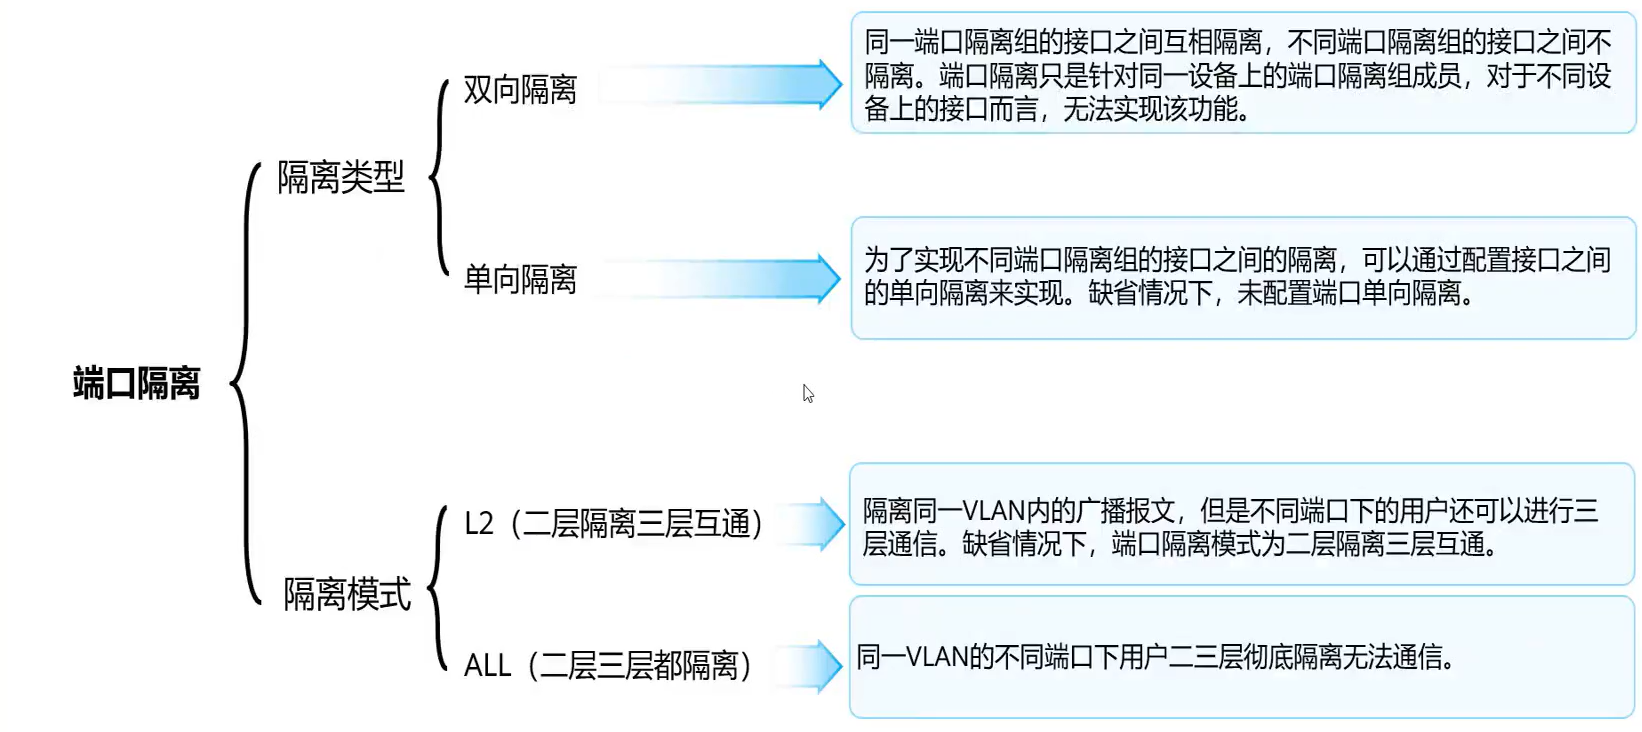 端口隔离
隔离类型
双向隔离
同一端口隔离组的接口之间互相隔离，不同端口隔离组的接口之间不
隔离。端口隔离只是针对同一设备上的端口隔离组成员，对于不同设
备上的接口而言，无法实现该功能。
单向隔离
为了实现不同端口隔离组的接口之间的隔离，可以通过配置接口之间
的单向隔离来实现。缺省情况下，未配置端口单向隔离。
隔离模式
L2（二层隔离三层互通）
隔离同一VLAN内的广播报文，但是不同端口下的用户还可以进行三
层通信。缺省情况下，端口隔离模式为二层隔离三层互通。
ALL（二层三层都隔离）
同一VLAN的不同端口下用户二三层彻底隔离无法通信。